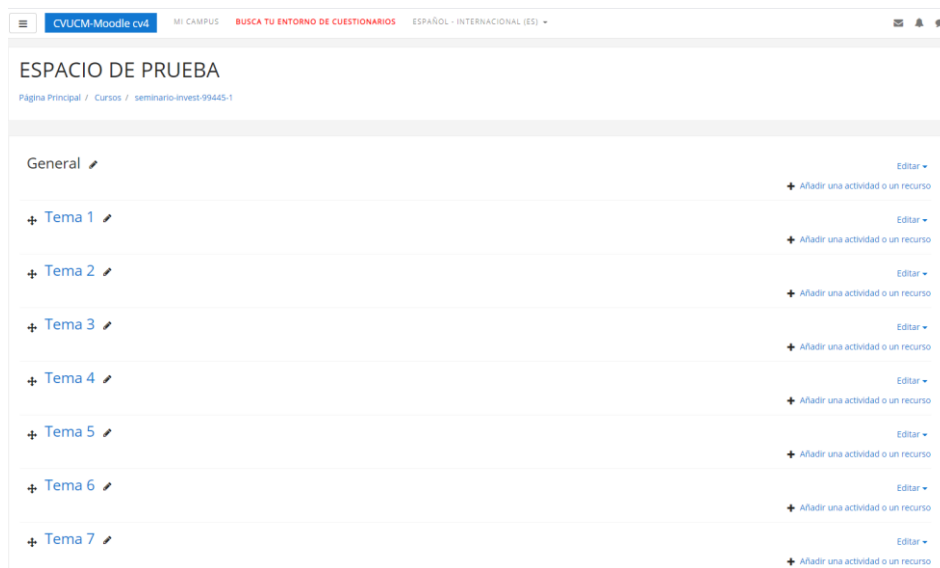 CVUCM-Moodle cv4 MI CAMPUS BUSCA TU ENTORNO DE CUESTIONARIOS ESPAÑOL - INTERNACIONAL (ES)
ESPACIO DE PRUEBA
Página Principal / Cursos / seminario-invest-99445-1
General Editar
Añadir una actividad o un recurso
Tema 1 Editar
Añadir una actividad o un recurso
Tema 2 Editar
Añadir una actividad o un recurso
Tema 3 Editar
Añadir una actividad o un recurso
Tema 4 Editar
Añadir una actividad o un recurso
Tema 5 Editar
Añadir una actividad o un recurso
Tema 6 Editar
Añadir una actividad o un recurso
Tema 7 Editar
Añadir una actividad o un recurso